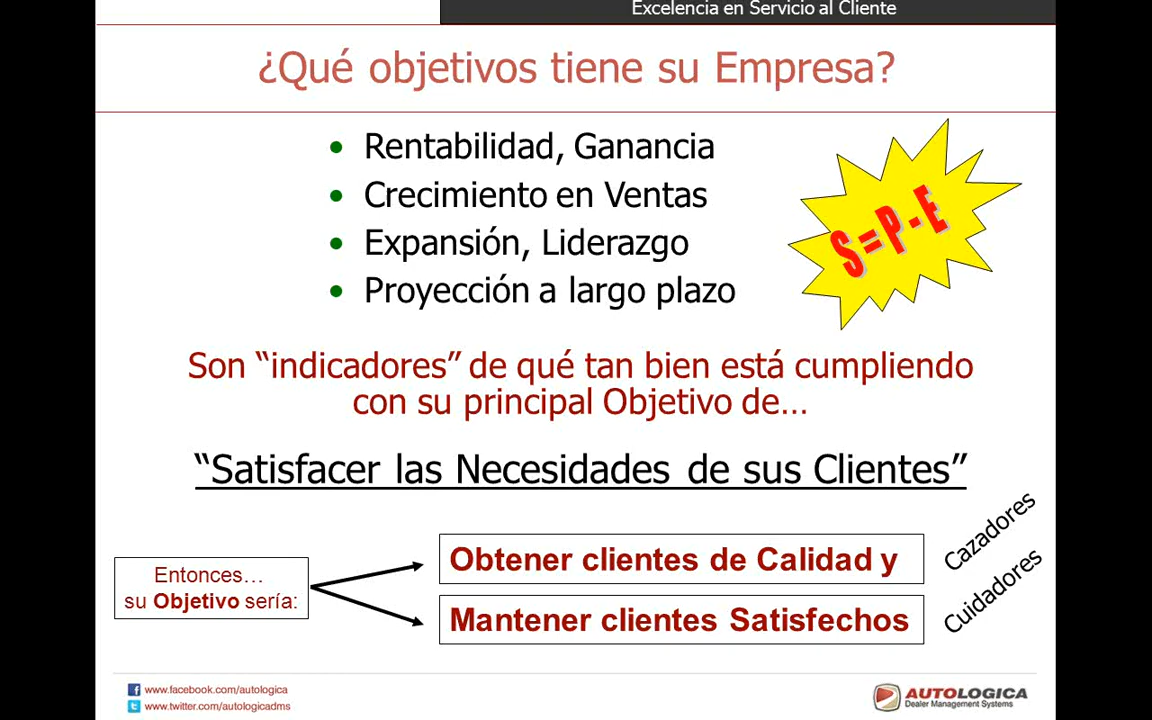 Excelencia en Servicio al Cliente
¿Qué objetivos tiene su Empresa?
• Rentabilidad, Ganancia
• Crecimiento en Ventas
• Expansión, Liderazgo
• Proyección a largo plazo
S=P-E
Son “indicadores” de qué tan bien está cumpliendo
con su principal Objetivo de…
“Satisfacer las Necesidades de sus Clientes”
Entonces…
su Objetivo sería:
Obtener clientes de Calidad y
Cazadores
Mantener clientes Satisfechos
Cuidadores
www.facebook.com/autologica
www.twitter.com/autologicadms
AUTOLOGICA
Dealer Management Systems